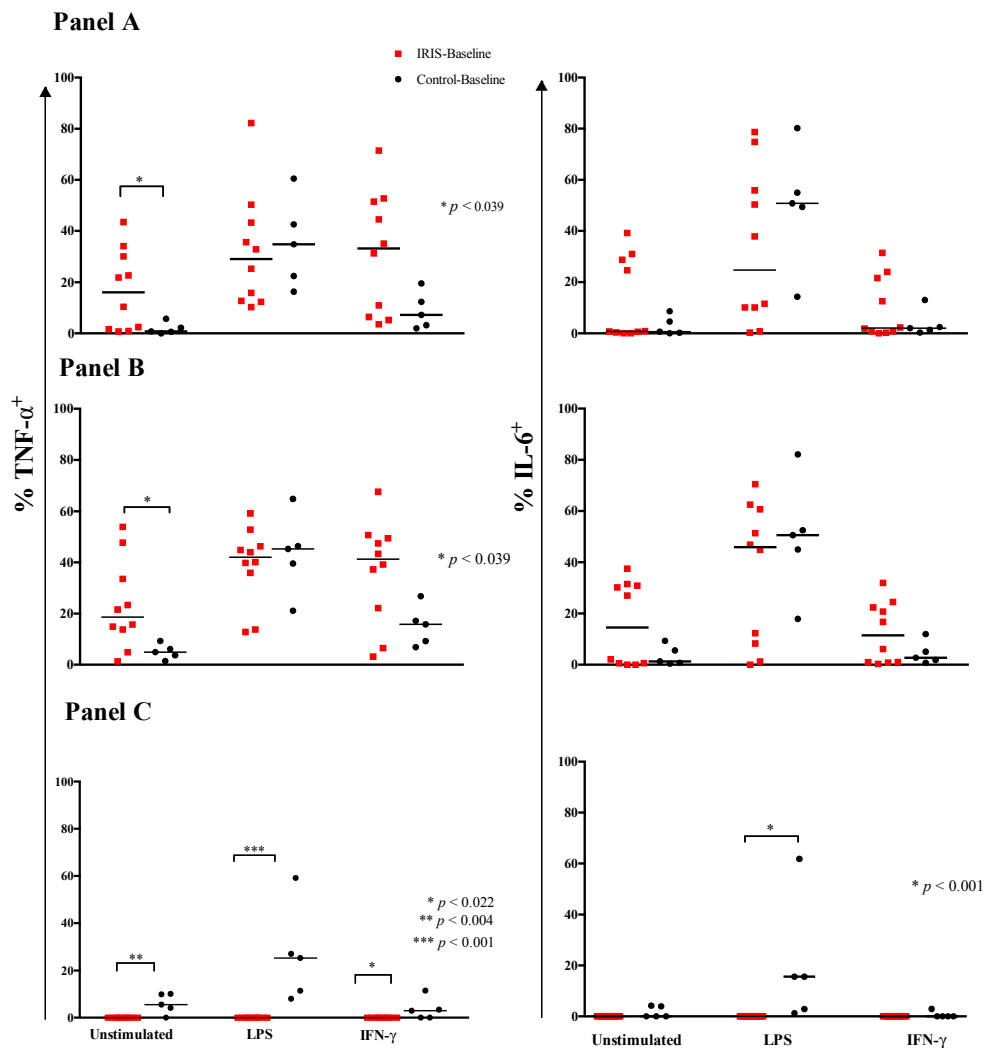 Panel A
IRIS-Baseline
Control-Baseline
100
80
60
40
20
0
*
* p < 0.039
100
80
60
40
20
0
Panel B
% TNF-α+
% IL-6+
100
80
60
40
20
0
*
* p < 0.039
100
80
60
40
20
0
Panel C
100
80
60
40
20
0
**
***
*
* p < 0.022
** p < 0.004
*** p < 0.001
Unstimulated LPS IFN-γ
100
80
60
40
20
0
*
* p < 0.001
Unstimulated LPS IFN-γ